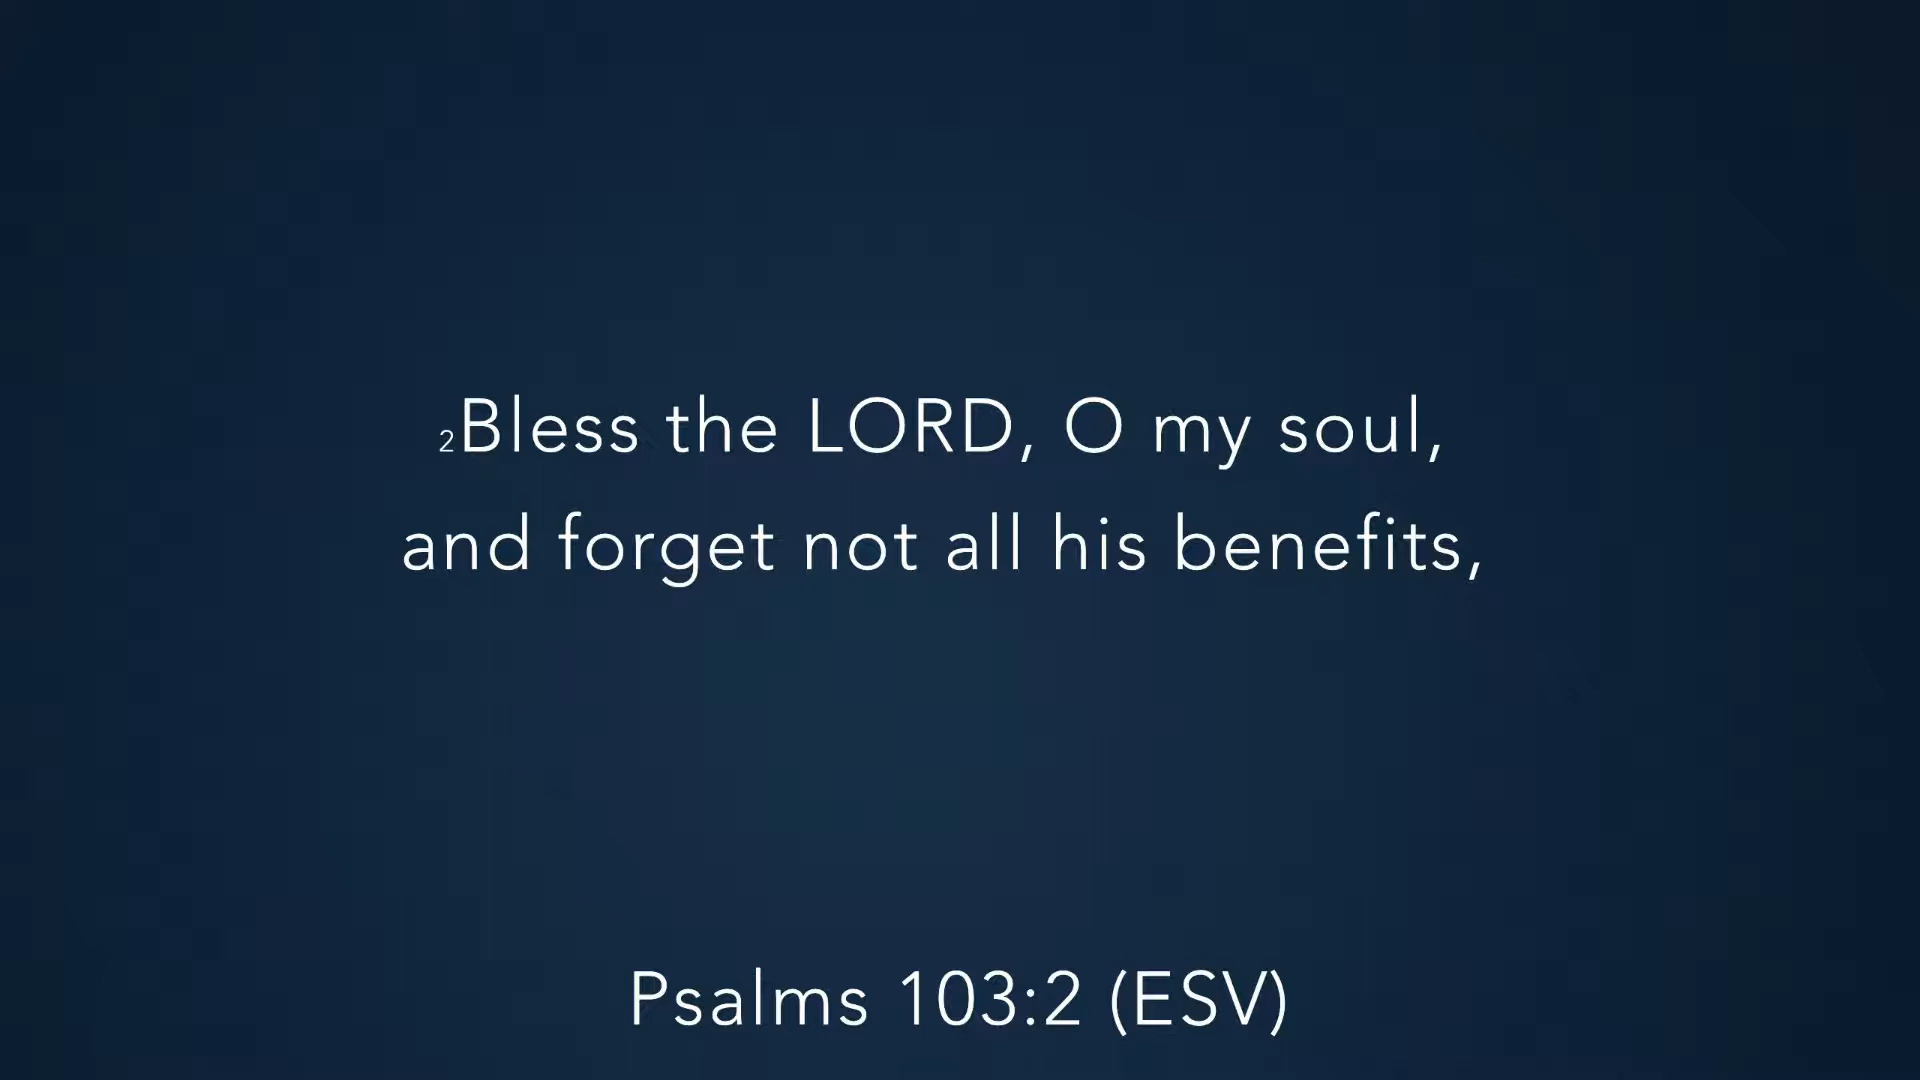 2Bless the LORD, O my soul,
and forget not all his benefits,
Psalms 103:2 (ESV)